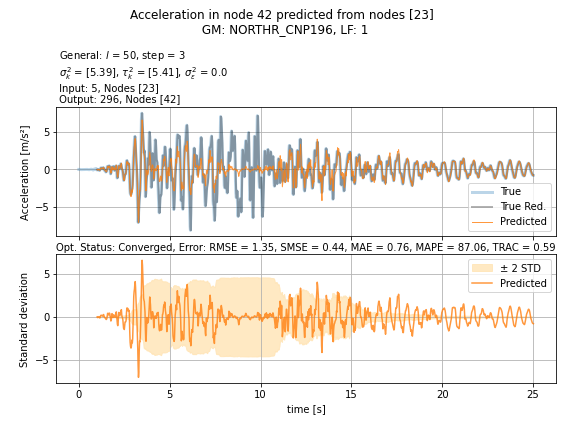 Acceleration in node 42 predicted from nodes [23]
GM: NORTHR_CNP196, LF: 1
General: l = 50, step = 3
σ_k² = [5.39], τ_k² = [5.41], σ_ε² = 0.0
Input: 5, Nodes [23]
Output: 296, Nodes [42]
Acceleration [m/s²]
5
0
−5
True
True Red.
Predicted
Opt. Status: Converged, Error: RMSE = 1.35, SMSE = 0.44, MAE = 0.76, MAPE = 87.06, TRAC = 0.59
Standard deviation
5
0
−5
± 2 STD
Predicted
0 5 10 15 20 25
time [s]